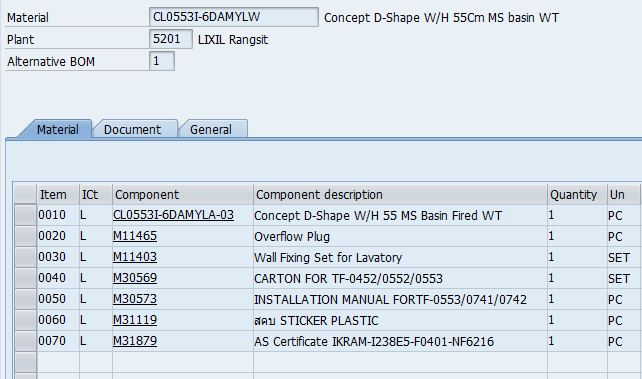 Material CL0553I-6DAMYLW Concept D-Shape W/H 55Cm MS basin WT
Plant 5201 LIXIL Rangsit
Alternative BOM 1
Material Document General
Item ICt Component Component description Quantity Un
0010 L CL0553I-6DAMYLA-03 Concept D-Shape W/H 55 MS Basin Fired WT 1 PC
0020 L M11465 Overflow Plug 1 PC
0030 L M11403 Wall Fixing Set for Lavatory 1 SET
0040 L M30569 CARTON FOR TF-0452/0552/0553 1 SET
0050 L M30573 INSTALLATION MANUAL FORTF-0553/0741/0742 1 PC
0060 L M31119 สคบ STICKER PLASTIC 1 PC
0070 L M31879 AS Certificate IKRAM-I238E5-F0401-NF6216 1 PC